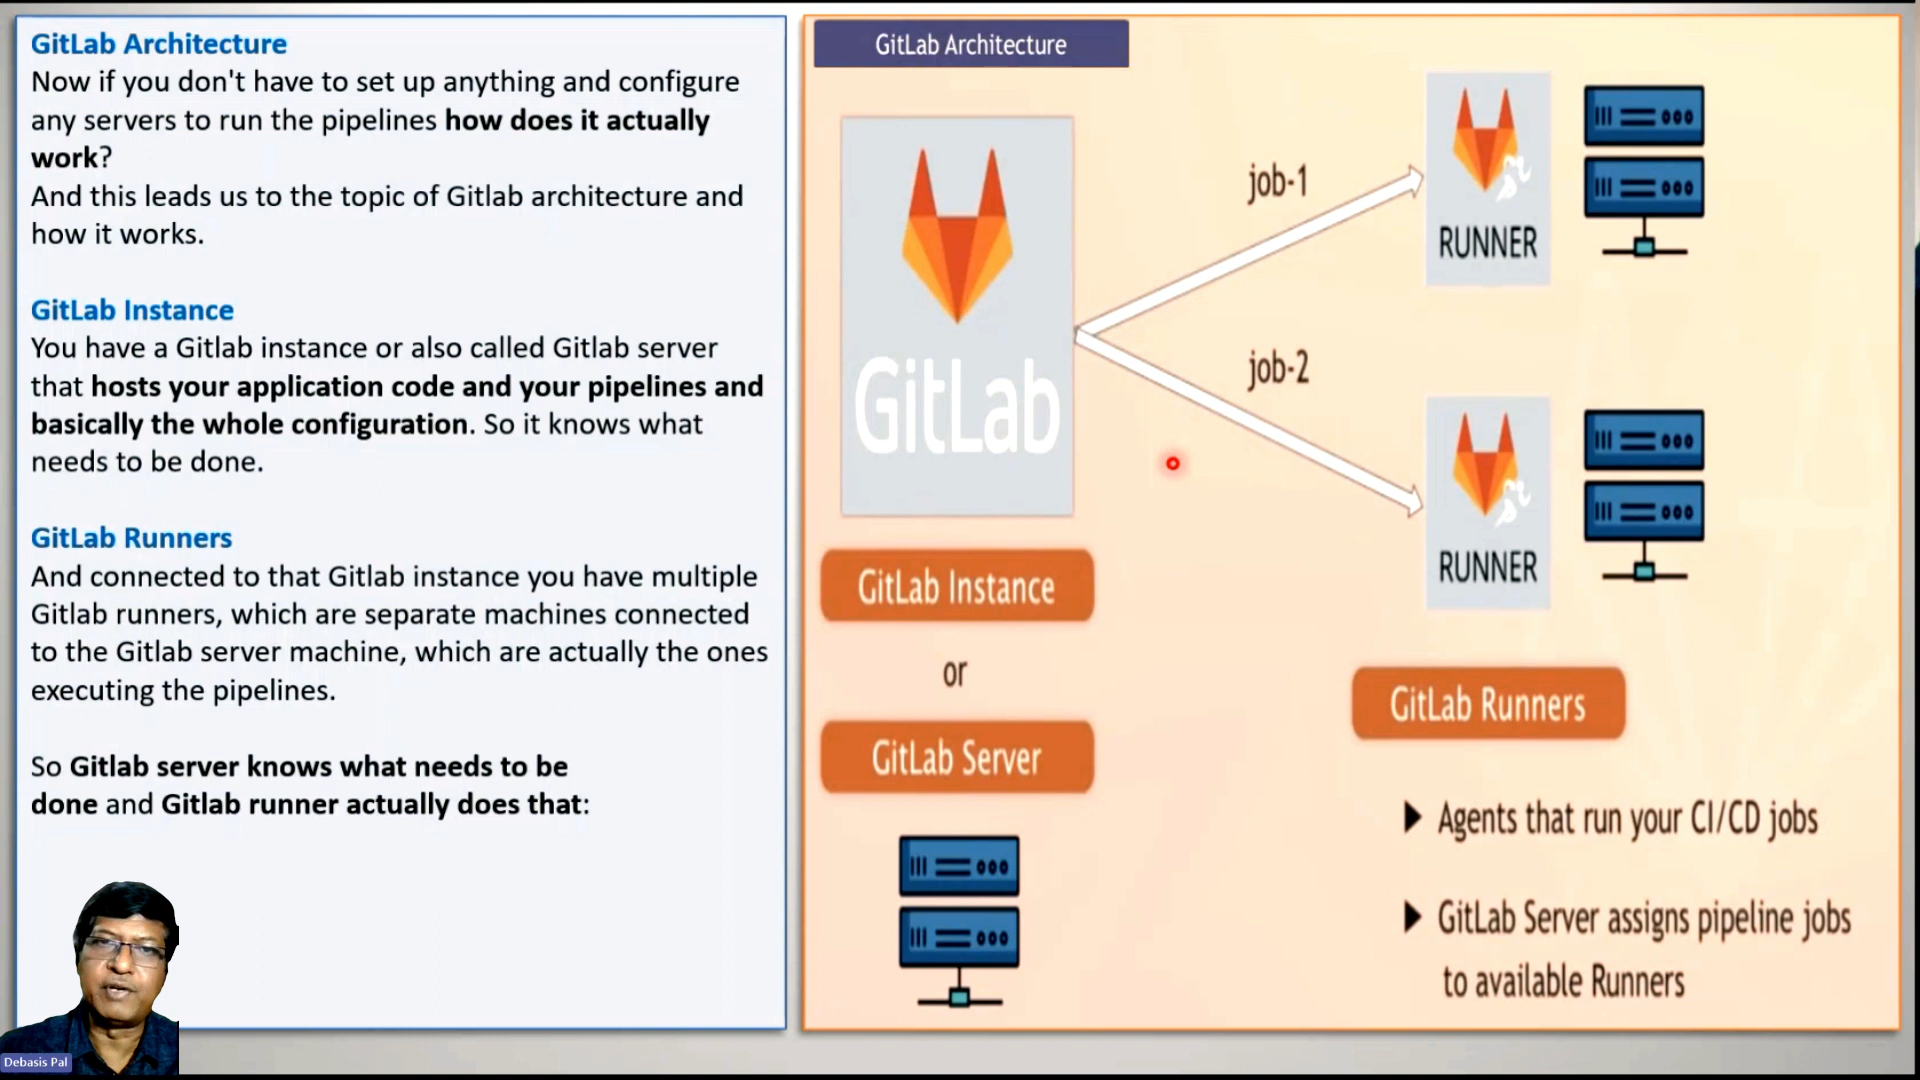 GitLab Architecture
Now if you don't have to set up anything and configure
any servers to run the pipelines how does it actually
work?
And this leads us to the topic of Gitlab architecture and
how it works.
GitLab Instance
You have a Gitlab instance or also called Gitlab server
that hosts your application code and your pipelines and
basically the whole configuration. So it knows what
needs to be done.
GitLab Runners
And connected to that Gitlab instance you have multiple
Gitlab runners, which are separate machines connected
to the Gitlab server machine, which are actually the ones
executing the pipelines.
So Gitlab server knows what needs to be
done and Gitlab runner actually does that:
Debasis Pal
GitLab Architecture
GitLab
GitLab Instance
or
GitLab Server
job-1
job-2
RUNNER
RUNNER
GitLab Runners
Agents that run your CI/CD jobs
GitLab Server assigns pipeline jobs
to available Runners